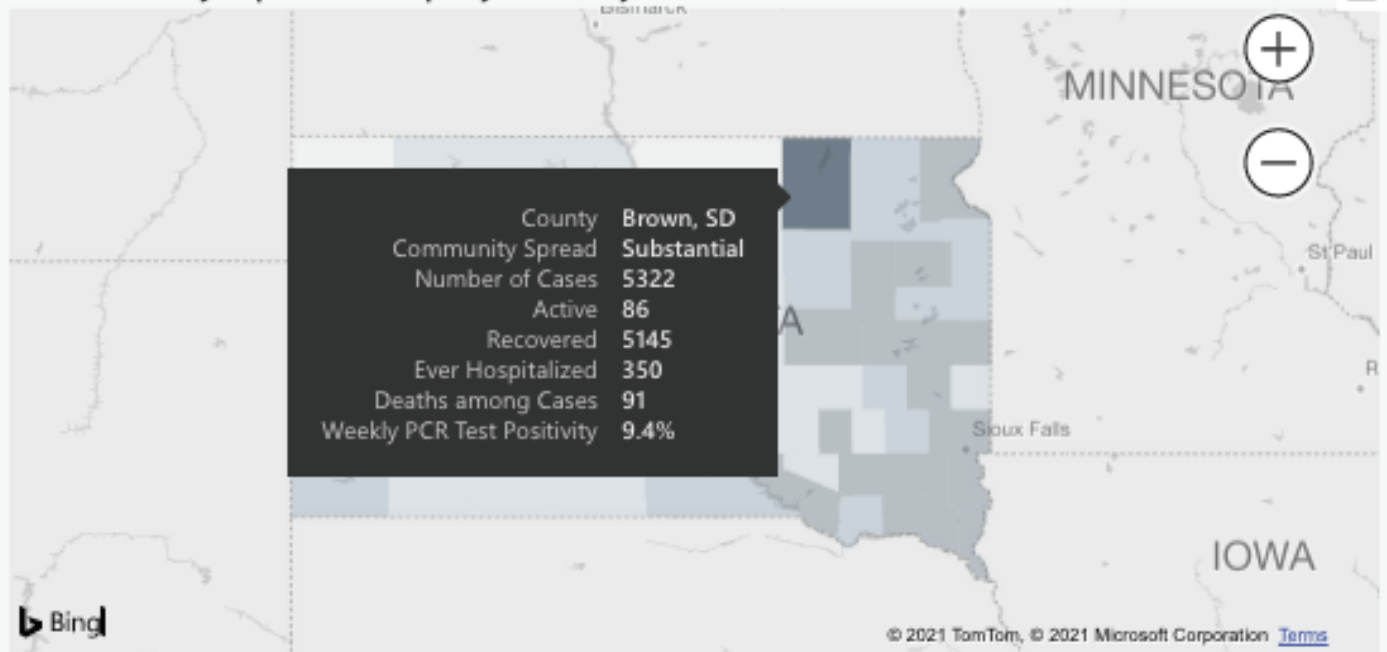 Bismarck
MINNESOTA
County Brown, SD
Community Spread Substantial
Number of Cases 5322
Active 86
Recovered 5145
Ever Hospitalized 350
Deaths among Cases 91
Weekly PCR Test Positivity 9.4%
St Paul
A
R
Sioux Falls
IOWA
Bing
© 2021 TomTom, © 2021 Microsoft Corporation Terms